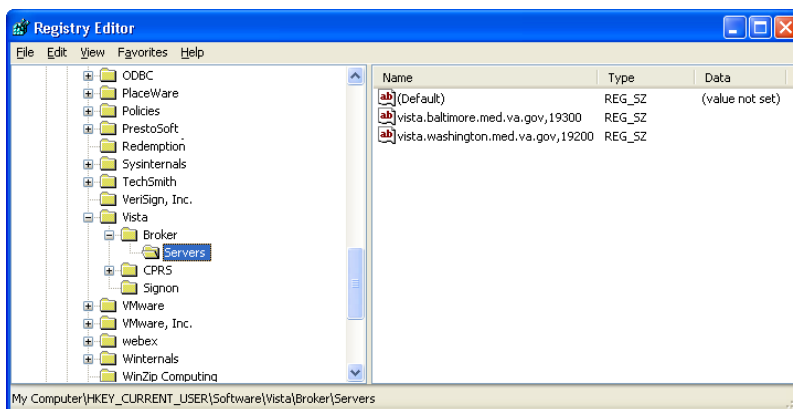 Registry Editor
File Edit View Favorites Help
ODBC
PlaceWare
Policies
PrestoSoft
Redemption
Sysinternals
TechSmith
VeriSign, Inc.
Vista
Broker
Servers
CPRS
Signon
VMware
VMware, Inc.
webex
Winternals
WinZip Computing
Name Type Data
ab (Default) REG_SZ (value not set)
ab vista.baltimore.med.va.gov,19300 REG_SZ
ab vista.washington.med.va.gov,19200 REG_SZ
My Computer\HKEY_CURRENT_USER\Software\Vista\Broker\Servers